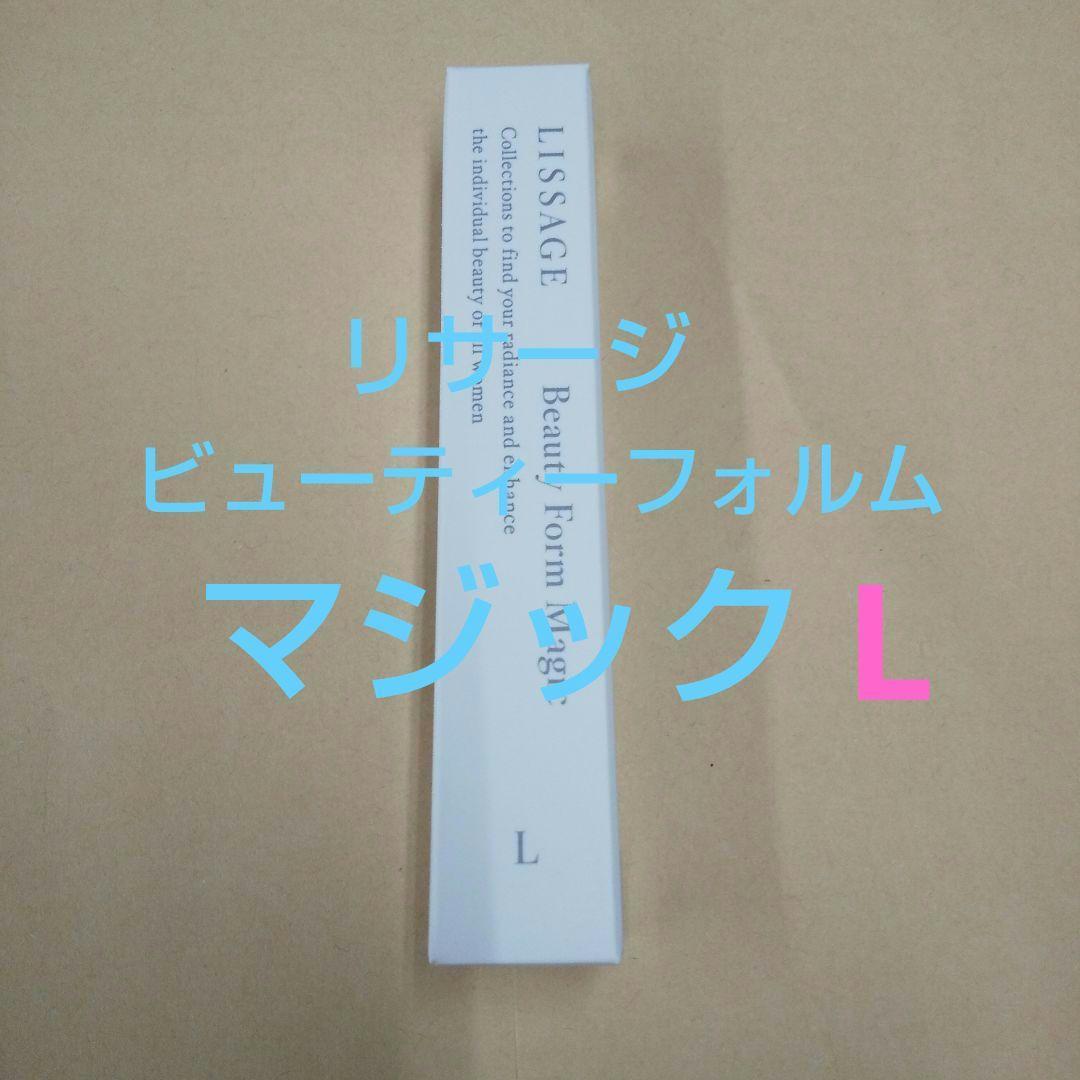 LISSAGE Beauty Form Magic
Collections to find your radiance and enhance
the individual beauty of all women
L
リサージ
ビューティーフォルム
マジック L